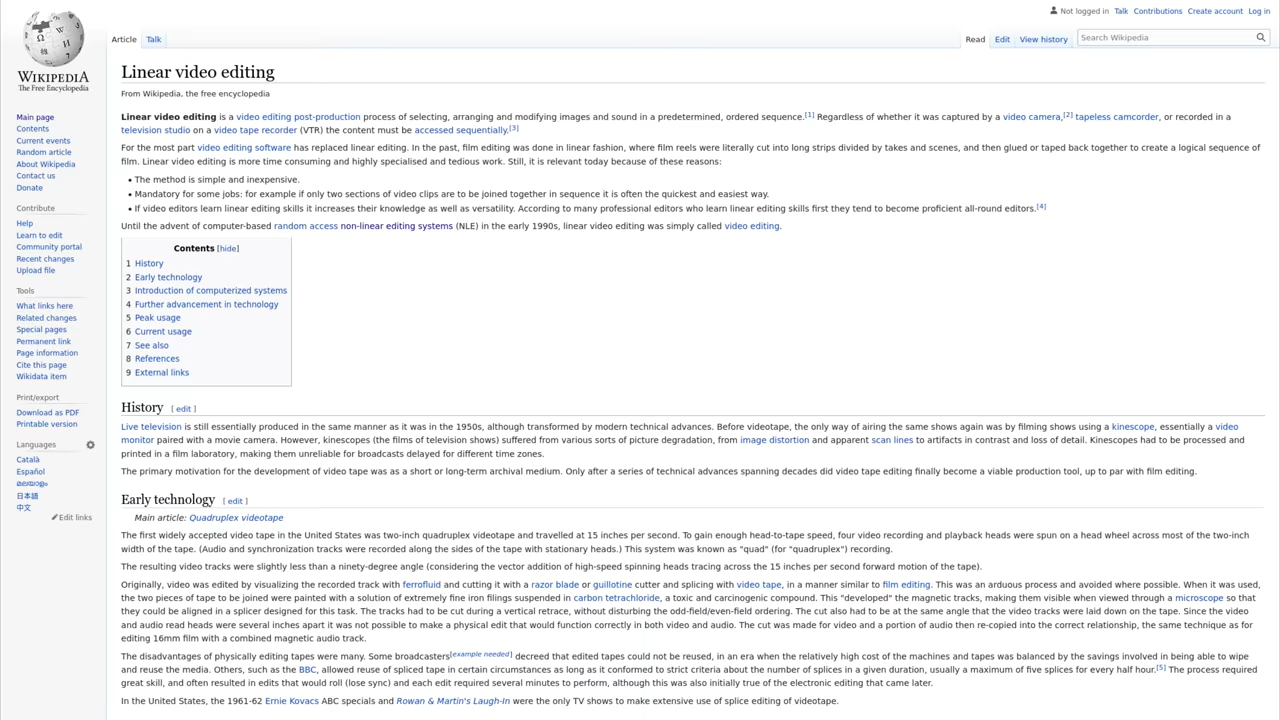 Not logged in Talk Contributions Create account Log in
Article Talk
Read Edit View history Search Wikipedia
WIKIPEDIA
The Free Encyclopedia
Main page
Contents
Current events
Random article
About Wikipedia
Contact us
Donate
Contribute
Help
Learn to edit
Community portal
Recent changes
Upload file
Tools
What links here
Related changes
Special pages
Permanent link
Page information
Cite this page
Wikidata item
Print/export
Download as PDF
Printable version
Languages
Català
Español
മലയാളം
日本語
中文
Edit links
Linear video editing
From Wikipedia, the free encyclopedia
Linear video editing is a video editing post-production process of selecting, arranging and modifying images and sound in a predetermined, ordered sequence.[1] Regardless of whether it was captured by a video camera,[2] tapeless camcorder, or recorded in a
television studio on a video tape recorder (VTR) the content must be accessed sequentially.[3]
For the most part video editing software has replaced linear editing. In the past, film editing was done in linear fashion, where film reels were literally cut into long strips divided by takes and scenes, and then glued or taped back together to create a logical sequence of
film. Linear video editing is more time consuming and highly specialised and tedious work. Still, it is relevant today because of these reasons:
• The method is simple and inexpensive.
• Mandatory for some jobs: for example if only two sections of video clips are to be joined together in sequence it is often the quickest and easiest way.
• If video editors learn linear editing skills it increases their knowledge as well as versatility. According to many professional editors who learn linear editing skills first they tend to become proficient all-round editors.[4]
Until the advent of computer-based random access non-linear editing systems (NLE) in the early 1990s, linear video editing was simply called video editing.
Contents [hide]
1 History
2 Early technology
3 Introduction of computerized systems
4 Further advancement in technology
5 Peak usage
6 Current usage
7 See also
8 References
9 External links
History [ edit ]
Live television is still essentially produced in the same manner as it was in the 1950s, although transformed by modern technical advances. Before videotape, the only way of airing the same shows again was by filming shows using a kinescope, essentially a video
monitor paired with a movie camera. However, kinescopes (the films of television shows) suffered from various sorts of picture degradation, from image distortion and apparent scan lines to artifacts in contrast and loss of detail. Kinescopes had to be processed and
printed in a film laboratory, making them unreliable for broadcasts delayed for different time zones.
The primary motivation for the development of video tape was as a short or long-term archival medium. Only after a series of technical advances spanning decades did video tape editing finally become a viable production tool, up to par with film editing.
Early technology [ edit ]
Main article: Quadruplex videotape
The first widely accepted video tape in the United States was two-inch quadruplex videotape and travelled at 15 inches per second. To gain enough head-to-tape speed, four video recording and playback heads were spun on a head wheel across most of the two-inch
width of the tape. (Audio and synchronization tracks were recorded along the sides of the tape with stationary heads.) This system was known as "quad" (for "quadruplex") recording.
The resulting video tracks were slightly less than a ninety-degree angle (considering the vector addition of high-speed spinning heads tracing across the 15 inches per second forward motion of the tape).
Originally, video was edited by visualizing the recorded track with ferrofluid and cutting it with a razor blade or guillotine cutter and splicing with video tape, in a manner similar to film editing. This was an arduous process and avoided where possible. When it was used,
the two pieces of tape to be joined were painted with a solution of extremely fine iron filings suspended in carbon tetrachloride, a toxic and carcinogenic compound. This "developed" the magnetic tracks, making them visible when viewed through a microscope so that
they could be aligned in a splicer designed for this task. The tracks had to be cut during a vertical retrace, without disturbing the odd-field/even-field ordering. The cut also had to be at the same angle that the video tracks were laid down on the tape. Since the video
and audio read heads were several inches apart it was not possible to make a physical edit that would function correctly in both video and audio. The cut was made for video and a portion of audio then re-copied into the correct relationship, the same technique as for
editing 16mm film with a combined magnetic audio track.
The disadvantages of physically editing tapes were many. Some broadcasters[example needed] decreed that edited tapes could not be reused, in an era when the relatively high cost of the machines and tapes was balanced by the savings involved in being able to wipe
and reuse the media. Others, such as the BBC, allowed reuse of spliced tape in certain circumstances as long as it conformed to strict criteria about the number of splices in a given duration, usually a maximum of five splices for every half hour.[5] The process required
great skill, and often resulted in edits that would roll (lose sync) and each edit required several minutes to perform, although this was also initially true of the electronic editing that came later.
In the United States, the 1961-62 Ernie Kovacs ABC specials and Rowan & Martin's Laugh-In were the only TV shows to make extensive use of splice editing of videotape.